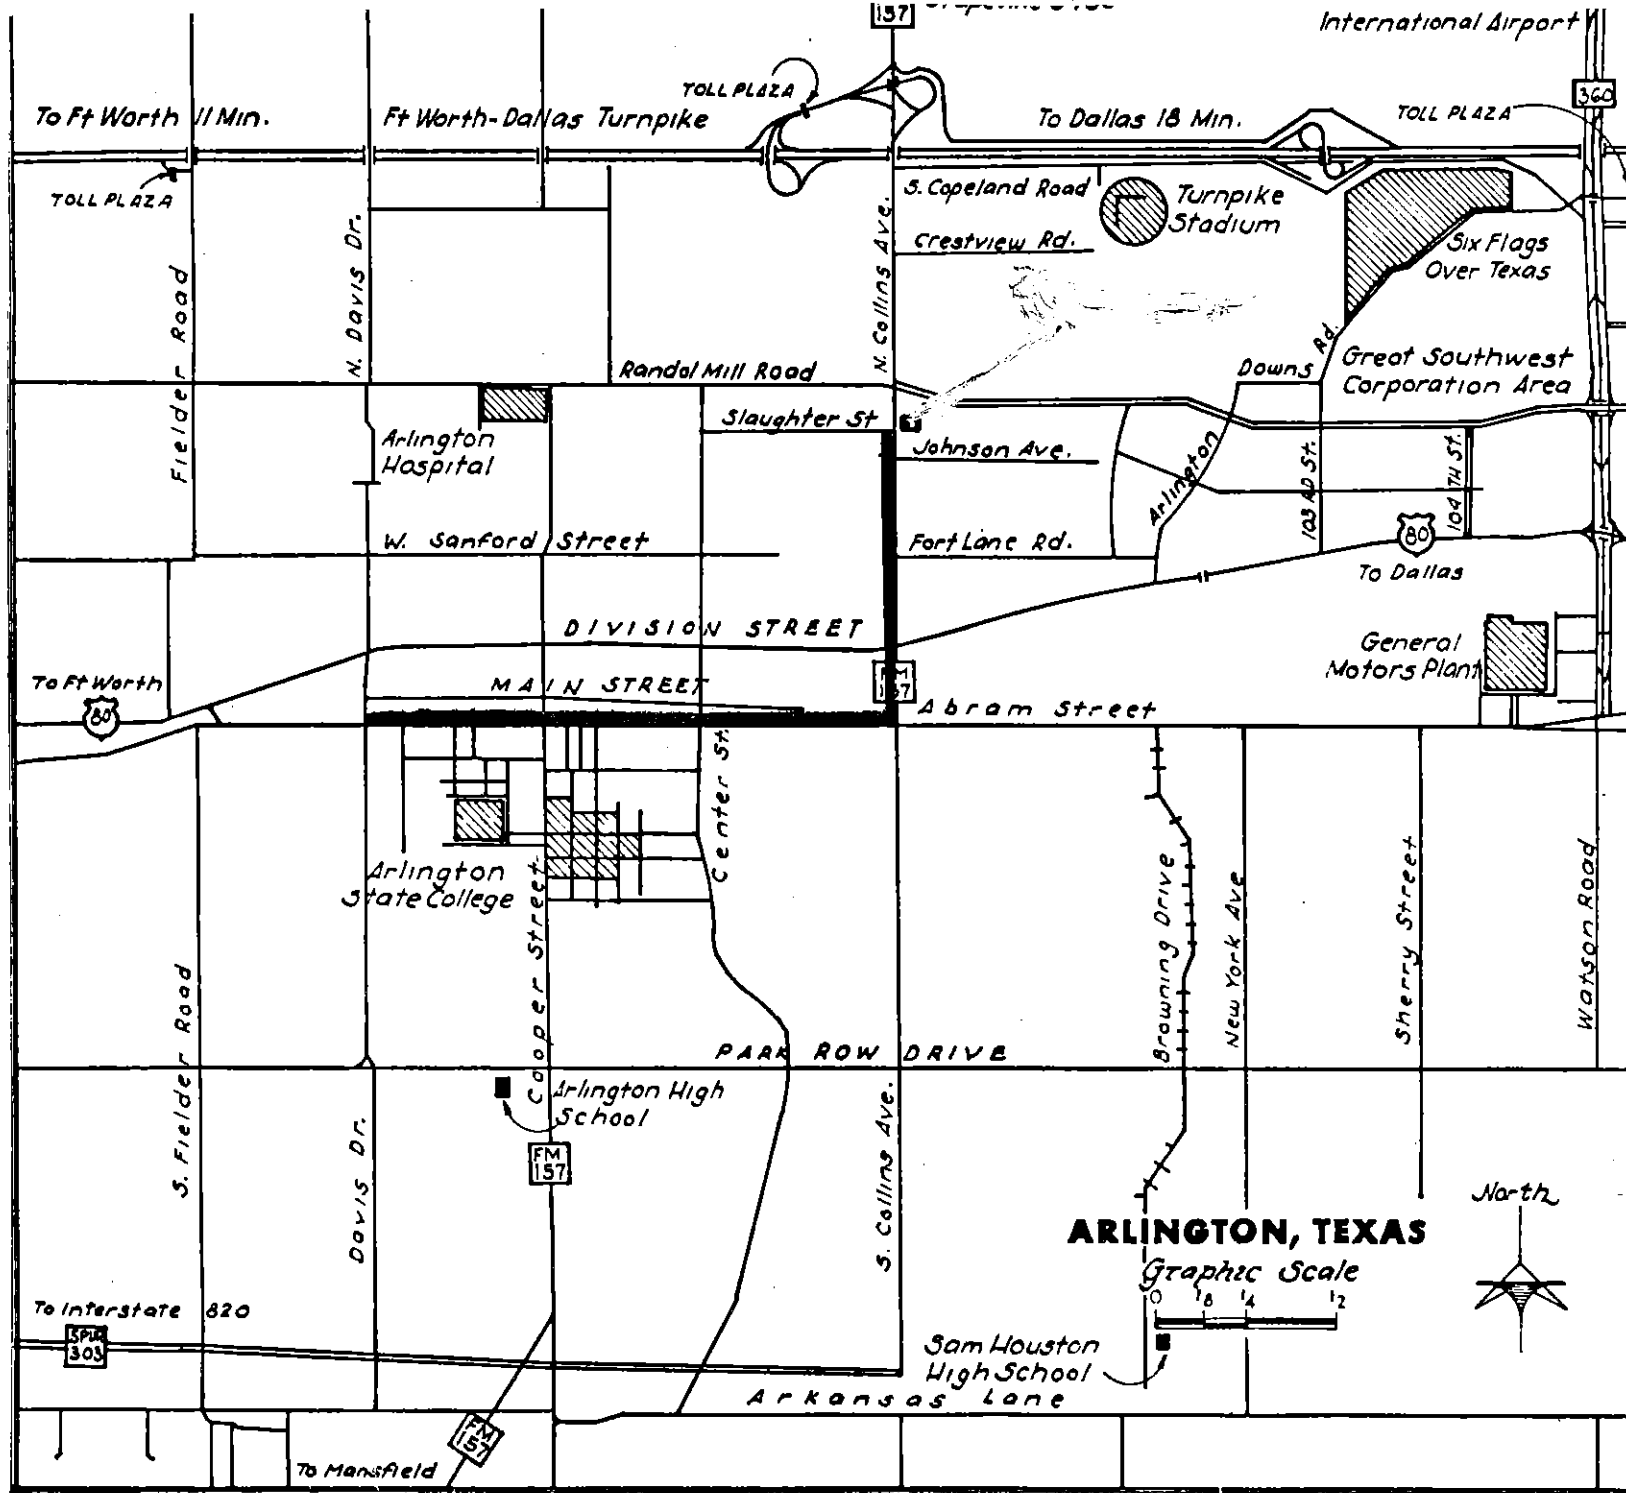 157
International Airport
360
TOLL PLAZA
TOLL PLAZA
To Ft Worth 11 Min.
Ft Worth-Dallas Turnpike
To Dallas 18 Min.
TOLL PLAZA
S. Copeland Road
Turnpike
Stadium
Crestview Rd.
Six Flags
Over Texas
Fielder Road
N. Davis Dr.
N. Collins Ave.
Randol Mill Road
Arlington Downs Rd.
Great Southwest
Corporation Area
Slaughter St
Arlington
Hospital
Johnson Ave.
103 RD St.
104 TH St.
W. Sanford Street
Fort Lane Rd.
80
To Dallas
DIVISION STREET
General
Motors Plant
To Ft Worth
80
MAIN STREET
FM
157
Abram Street
Center St.
Arlington
State College
Cooper Street
Browning Drive
New York Ave
Sherry Street
Watson Road
S. Fielder Road
PARK ROW DRIVE
Arlington High
School
Davis Dr.
FM
157
S. Collins Ave.
North
ARLINGTON, TEXAS
Graphic Scale
0 1/8 1/4 1/2
To Interstate 820
SPUR
303
Sam Houston
High School
Arkansas Lane
FM
157
To Mansfield